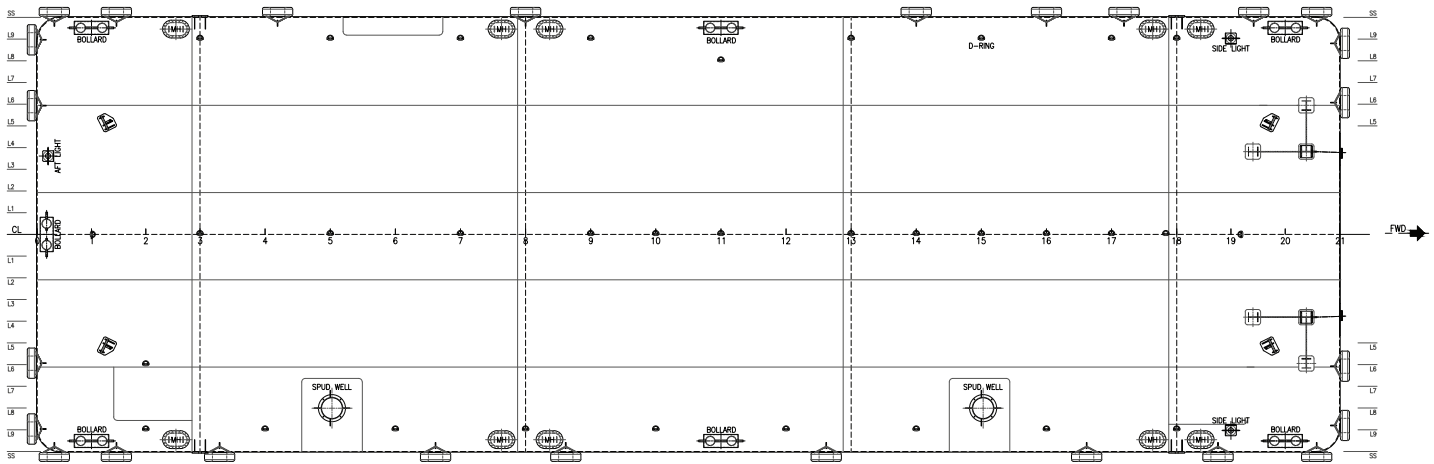 SS SS
L9 BOLLARD MH MH MH BOLLARD D-RING MH MH SIDE LIGHT BOLLARD L9
L8 L8
L7 L7
L6 L6
L5 L5
L4 AFT LIGHT
L3
L2
L1
CL BOLLARD FWD
0 1 2 3 4 5 6 7 8 9 10 11 12 13 14 15 16 17 18 19 20 21
L1
L2
L3
L4
L5 L5
L6 L6
L7 SPUD WELL SPUD WELL L7
L8 L8
L9 BOLLARD MH MH MH BOLLARD MH MH SIDE LIGHT BOLLARD L9
SS SS